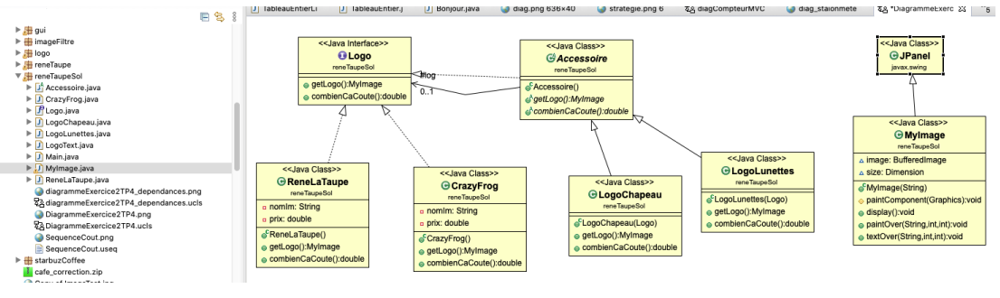 gui
imageFiltre
logo
reneTaupe
reneTaupeSol
Accessoire.java
CrazyFrog.java
Logo.java
LogoChapeau.java
LogoLunettes.java
LogoText.java
Main.java
MyImage.java
ReneLaTaupe.java
diagrammeExercice2TP4_dependances.png
diagrammeExercice2TP4_dependances.ucls
DiagrammeExercice2TP4.png
DiagrammeExercice2TP4.ucls
SequenceCout.png
SequenceCout.useq
starbuzCoffee
cafe_correction.zip
TableauEntierLi
TableauEntier.j
Bonjour.java
diag.png 636×40
strategie.png 6
diagCompteurMVC
diag_staionmete
*DiagrammeExerc
5
<<Java Interface>>
Logo
reneTaupeSol
getLogo():MyImage
combienCaCoute():double
#log
0..1
<<Java Class>>
Accessoire
reneTaupeSol
Accessoire()
getLogo():MyImage
combienCaCoute():double
<<Java Class>>
JPanel
javax.swing
<<Java Class>>
MyImage
reneTaupeSol
image: BufferedImage
size: Dimension
MyImage(String)
paintComponent(Graphics):void
display():void
paintOver(String,int,int):void
textOver(String,int,int):void
<<Java Class>>
ReneLaTaupe
reneTaupeSol
nomIm: String
prix: double
ReneLaTaupe()
getLogo():MyImage
combienCaCoute():double
<<Java Class>>
CrazyFrog
reneTaupeSol
nomIm: String
prix: double
CrazyFrog()
getLogo():MyImage
combienCaCoute():double
<<Java Class>>
LogoChapeau
reneTaupeSol
LogoChapeau(Logo)
getLogo():MyImage
combienCaCoute():double
<<Java Class>>
LogoLunettes
reneTaupeSol
LogoLunettes(Logo)
getLogo():MyImage
combienCaCoute():double